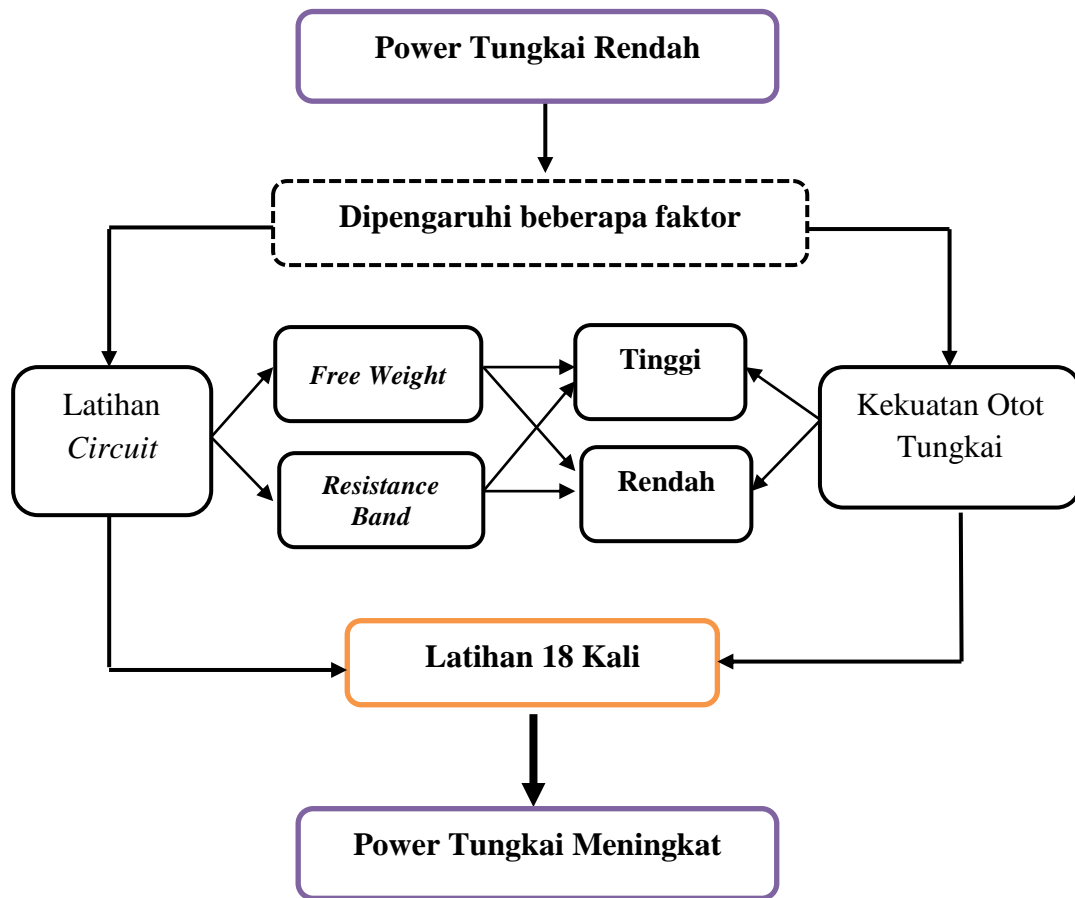 Power Tungkai Rendah
Dipengaruhi beberapa faktor
Free Weight
Tinggi
Latihan
Circuit
Kekuatan Otot
Tungkai
Resistance
Band
Rendah
Latihan 18 Kali
Power Tungkai Meningkat